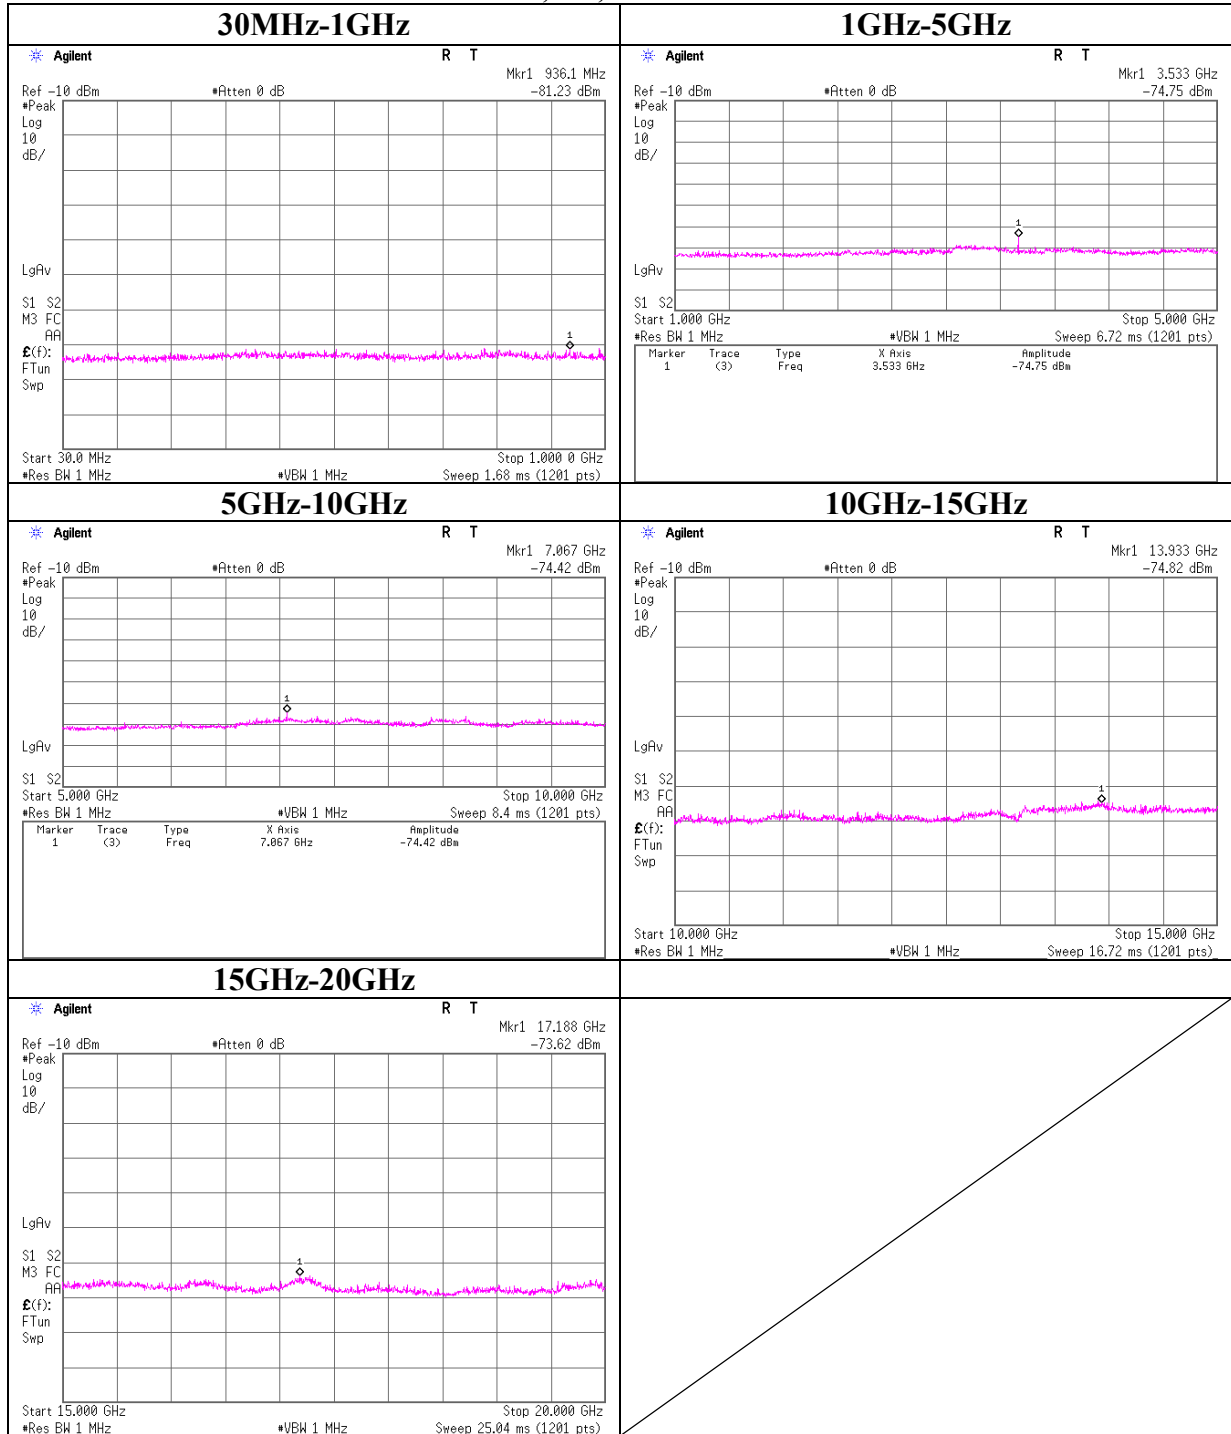 30MHz-1GHz
Agilent R T
Mkr1 936.1 MHz
Ref -10 dBm #Atten 0 dB -81.23 dBm
#Peak
Log
10
dB/
1
LgAv
S1 S2
M3 FC
AA
£(f):
FTun
Swp
Start 30.0 MHz Stop 1.000 0 GHz
#Res BW 1 MHz #VBW 1 MHz Sweep 1.68 ms (1201 pts)
1GHz-5GHz
Agilent R T
Mkr1 3.533 GHz
Ref -10 dBm #Atten 0 dB -74.75 dBm
#Peak
Log
10
dB/
1
LgAv
S1 S2
Start 1.000 GHz Stop 5.000 GHz
#Res BW 1 MHz #VBW 1 MHz Sweep 6.72 ms (1201 pts)
Marker Trace Type X Axis Amplitude
1 (3) Freq 3.533 GHz -74.75 dBm
5GHz-10GHz
Agilent R T
Mkr1 7.067 GHz
Ref -10 dBm #Atten 0 dB -74.42 dBm
#Peak
Log
10
dB/
1
LgAv
S1 S2
Start 5.000 GHz Stop 10.000 GHz
#Res BW 1 MHz #VBW 1 MHz Sweep 8.4 ms (1201 pts)
Marker Trace Type X Axis Amplitude
1 (3) Freq 7.067 GHz -74.42 dBm
10GHz-15GHz
Agilent R T
Mkr1 13.933 GHz
Ref -10 dBm #Atten 0 dB -74.82 dBm
#Peak
Log
10
dB/
1
LgAv
S1 S2
M3 FC
AA
£(f):
FTun
Swp
Start 10.000 GHz Stop 15.000 GHz
#Res BW 1 MHz #VBW 1 MHz Sweep 16.72 ms (1201 pts)
15GHz-20GHz
Agilent R T
Mkr1 17.188 GHz
Ref -10 dBm #Atten 0 dB -73.62 dBm
#Peak
Log
10
dB/
1
LgAv
S1 S2
M3 FC
AA
£(f):
FTun
Swp
Start 15.000 GHz Stop 20.000 GHz
#Res BW 1 MHz #VBW 1 MHz Sweep 25.04 ms (1201 pts)